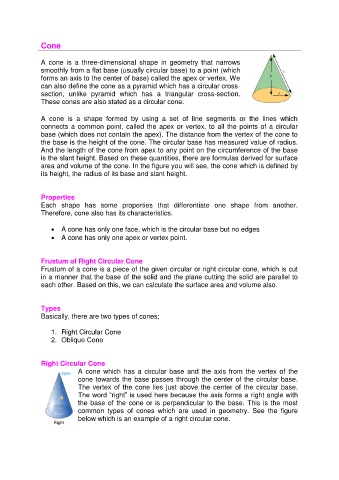 Cone
A cone is a three-dimensional shape in geometry that narrows
smoothly from a flat base (usually circular base) to a point (which
forms an axis to the center of base) called the apex or vertex. We
can also define the cone as a pyramid which has a circular cross-
section, unlike pyramid which has a triangular cross-section.
These cones are also stated as a circular cone.
A cone is a shape formed by using a set of line segments or the lines which
connects a common point, called the apex or vertex, to all the points of a circular
base (which does not contain the apex). The distance from the vertex of the cone to
the base is the height of the cone. The circular base has measured value of radius.
And the length of the cone from apex to any point on the circumference of the base
is the slant height. Based on these quantities, there are formulas derived for surface
area and volume of the cone. In the figure you will see, the cone which is defined by
its height, the radius of its base and slant height.
Properties
Each shape has some properties that differentiate one shape from another.
Therefore, cone also has its characteristics.
• A cone has only one face, which is the circular base but no edges
• A cone has only one apex or vertex point.
Frustum of Right Circular Cone
Frustum of a cone is a piece of the given circular or right circular cone, which is cut
in a manner that the base of the solid and the plane cutting the solid are parallel to
each other. Based on this, we can calculate the surface area and volume also.
Types
Basically, there are two types of cones;
1. Right Circular Cone
2. Oblique Cone
Right Circular Cone
A cone which has a circular base and the axis from the vertex of the
cone towards the base passes through the center of the circular base.
The vertex of the cone lies just above the center of the circular base.
The word "right" is used here because the axis forms a right angle with
the base of the cone or is perpendicular to the base. This is the most
common types of cones which are used in geometry. See the figure
below which is an example of a right circular cone.
Apex
Right